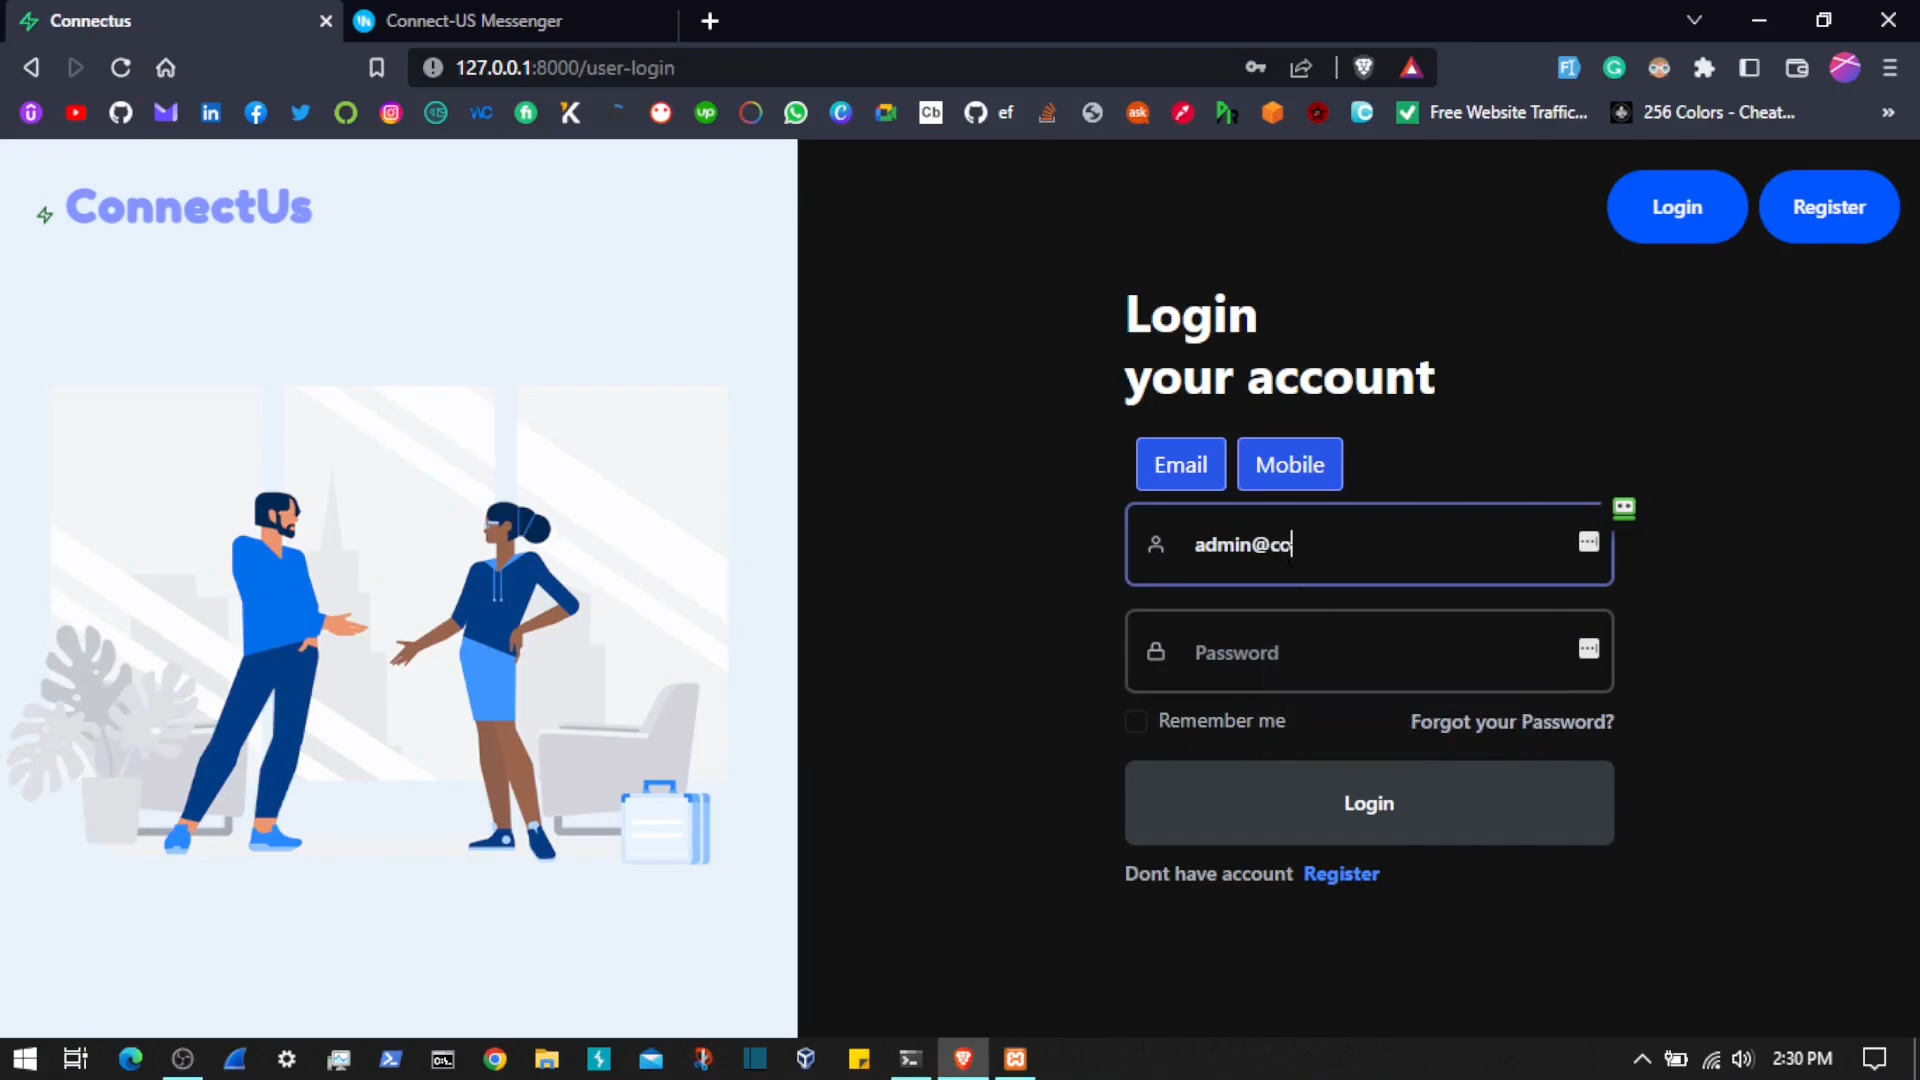 Connectus
Connect-US Messenger
127.0.0.1:8000/user-login
ef
Free Website Traffic...
256 Colors - Cheat...
ConnectUs
Login
Register
Login
your account
Email
Mobile
admin@co
Password
Remember me
Forgot your Password?
Login
Dont have account Register
2:30 PM